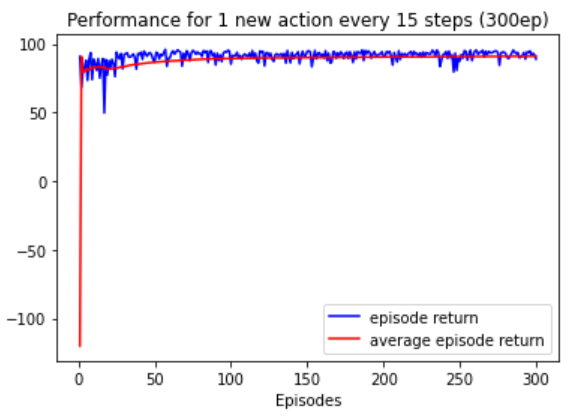 Performance for 1 new action every 15 steps (300ep)
100
50
0
−50
−100
0 50 100 150 200 250 300
Episodes
episode return
average episode return